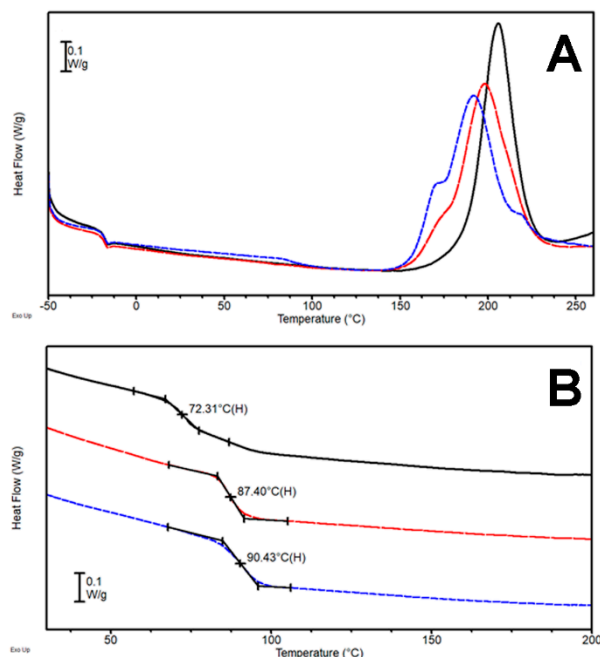 A
0.1
W/g
Heat Flow (W/g)
-50 0 50 100 150 200 250
Exo Up
Temperature (°C)
B
72.31°C(H)
87.40°C(H)
90.43°C(H)
0.1
W/g
Heat Flow (W/g)
50 100 150 200
Exo Up
Temperature (°C)